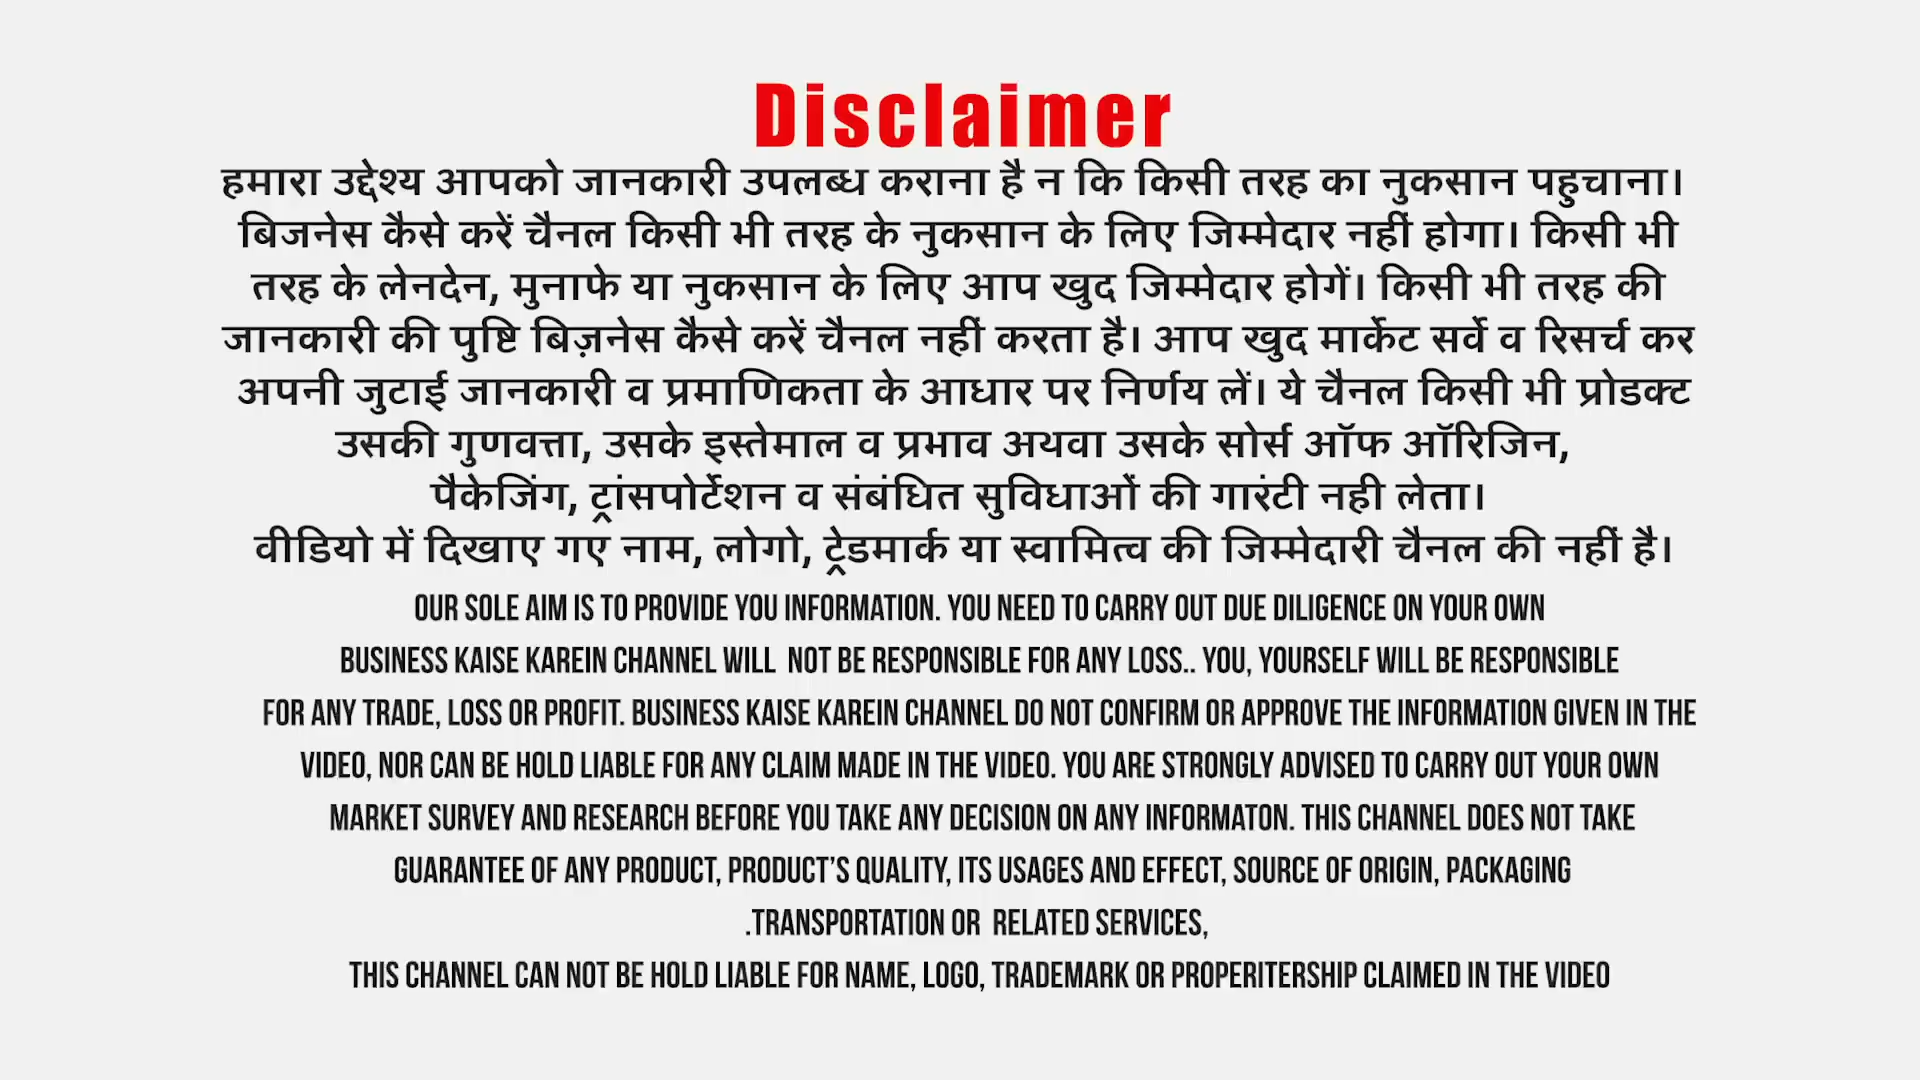 Disclaimer
हमारा उद्देश्य आपको जानकारी उपलब्ध कराना है न कि किसी तरह का नुकसान पहुचाना।
बिजनेस कैसे करें चैनल किसी भी तरह के नुकसान के लिए जिम्मेदार नहीं होगा। किसी भी
तरह के लेनदेन, मुनाफे या नुकसान के लिए आप खुद जिम्मेदार होगें। किसी भी तरह की
जानकारी की पुष्टि बिज़नेस कैसे करें चैनल नहीं करता है। आप खुद मार्केट सर्वे व रिसर्च कर
अपनी जुटाई जानकारी व प्रमाणिकता के आधार पर निर्णय लें। ये चैनल किसी भी प्रोडक्ट
उसकी गुणवत्ता, उसके इस्तेमाल व प्रभाव अथवा उसके सोर्स ऑफ ऑरिजिन,
पैकेजिंग, ट्रांसपोर्टेशन व संबंधित सुविधाओं की गारंटी नही लेता।
वीडियो में दिखाए गए नाम, लोगो, ट्रेडमार्क या स्वामित्व की जिम्मेदारी चैनल की नहीं है।
OUR SOLE AIM IS TO PROVIDE YOU INFORMATION. YOU NEED TO CARRY OUT DUE DILIGENCE ON YOUR OWN
BUSINESS KAISE KAREIN CHANNEL WILL NOT BE RESPONSIBLE FOR ANY LOSS.. YOU, YOURSELF WILL BE RESPONSIBLE
FOR ANY TRADE, LOSS OR PROFIT. BUSINESS KAISE KAREIN CHANNEL DO NOT CONFIRM OR APPROVE THE INFORMATION GIVEN IN THE
VIDEO, NOR CAN BE HOLD LIABLE FOR ANY CLAIM MADE IN THE VIDEO. YOU ARE STRONGLY ADVISED TO CARRY OUT YOUR OWN
MARKET SURVEY AND RESEARCH BEFORE YOU TAKE ANY DECISION ON ANY INFORMATON. THIS CHANNEL DOES NOT TAKE
GUARANTEE OF ANY PRODUCT, PRODUCT'S QUALITY, ITS USAGES AND EFFECT, SOURCE OF ORIGIN, PACKAGING
.TRANSPORTATION OR RELATED SERVICES,
THIS CHANNEL CAN NOT BE HOLD LIABLE FOR NAME, LOGO, TRADEMARK OR PROPERITERSHIP CLAIMED IN THE VIDEO